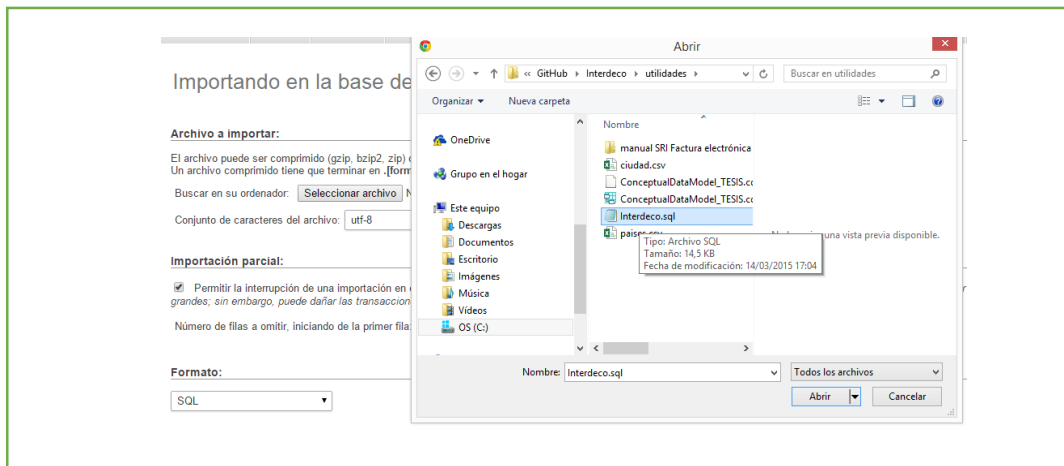 Importando en la base de
Archivo a importar:
El archivo puede ser comprimido (gzip, bzip2, zip)
Un archivo comprimido tiene que terminar en .[form
Buscar en su ordenador: Seleccionar archivo N
Conjunto de caracteres del archivo: utf-8
Importación parcial:
Permitir la interrupción de una importación en
grandes; sin embargo, puede dañar las transaccion
Número de filas a omitir, iniciando de la primer fila:
Formato:
SQL
Abrir
« GitHub Interdeco utilidades
Buscar en utilidades
Organizar Nueva carpeta
OneDrive
Grupo en el hogar
Este equipo
Descargas
Documentos
Escritorio
Imágenes
Música
Vídeos
OS (C:)
Nombre
manual SRI Factura electrónica
ciudad.csv
ConceptualDataModel_TESIS.cc
ConceptualDataModel_TESIS.cc
Interdeco.sql
paises.csv
una vista previa disponible.
Tipo: Archivo SQL
Tamaño: 14,5 KB
Fecha de modificación: 14/03/2015 17:04
Nombre: Interdeco.sql
Todos los archivos
Abrir Cancelar